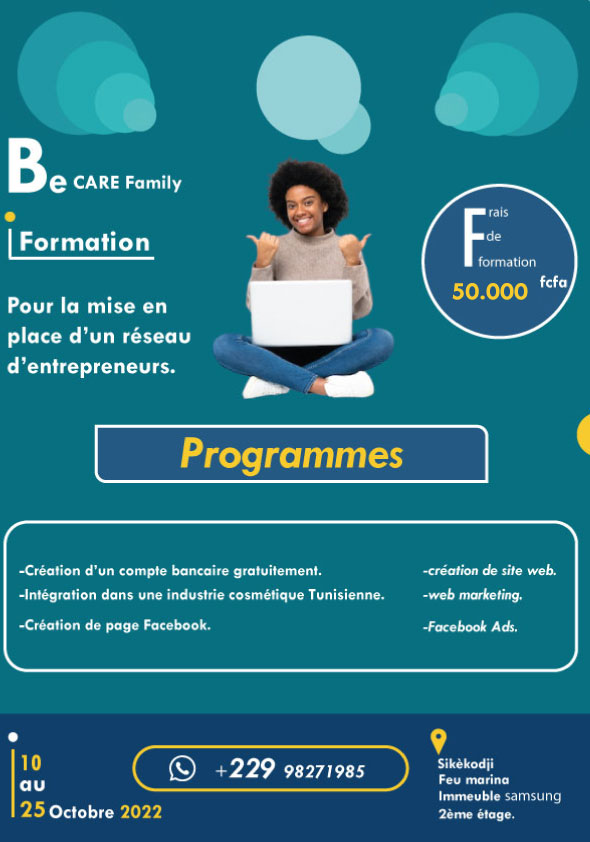 Be CARE Family
Formation
Pour la mise en
place d’un réseau
d’entrepreneurs.
Frais
de
formation
50.000 fcfa
Programmes
-Création d’un compte bancaire gratuitement.
-Intégration dans une industrie cosmétique Tunisienne.
-Création de page Facebook.
-création de site web.
-web marketing.
-Facebook Ads.
10
au
25 Octobre 2022
+229 98271985
Sikèkodji
Feu marina
Immeuble samsung
2ème étage.